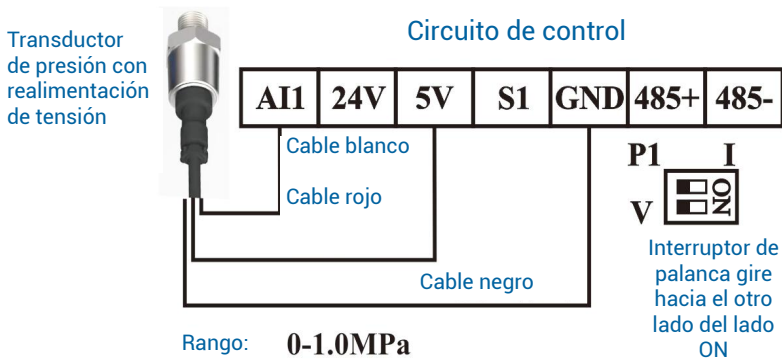 Circuito de control
Transductor
de presión con
realimentación
de tensión
AI1 24V 5V S1 GND 485+ 485-
Cable blanco
Cable rojo
Cable negro
P1 I
V ON
Interruptor de
palanca gire
hacia el otro
lado del lado
ON
Rango: 0-1.0MPa